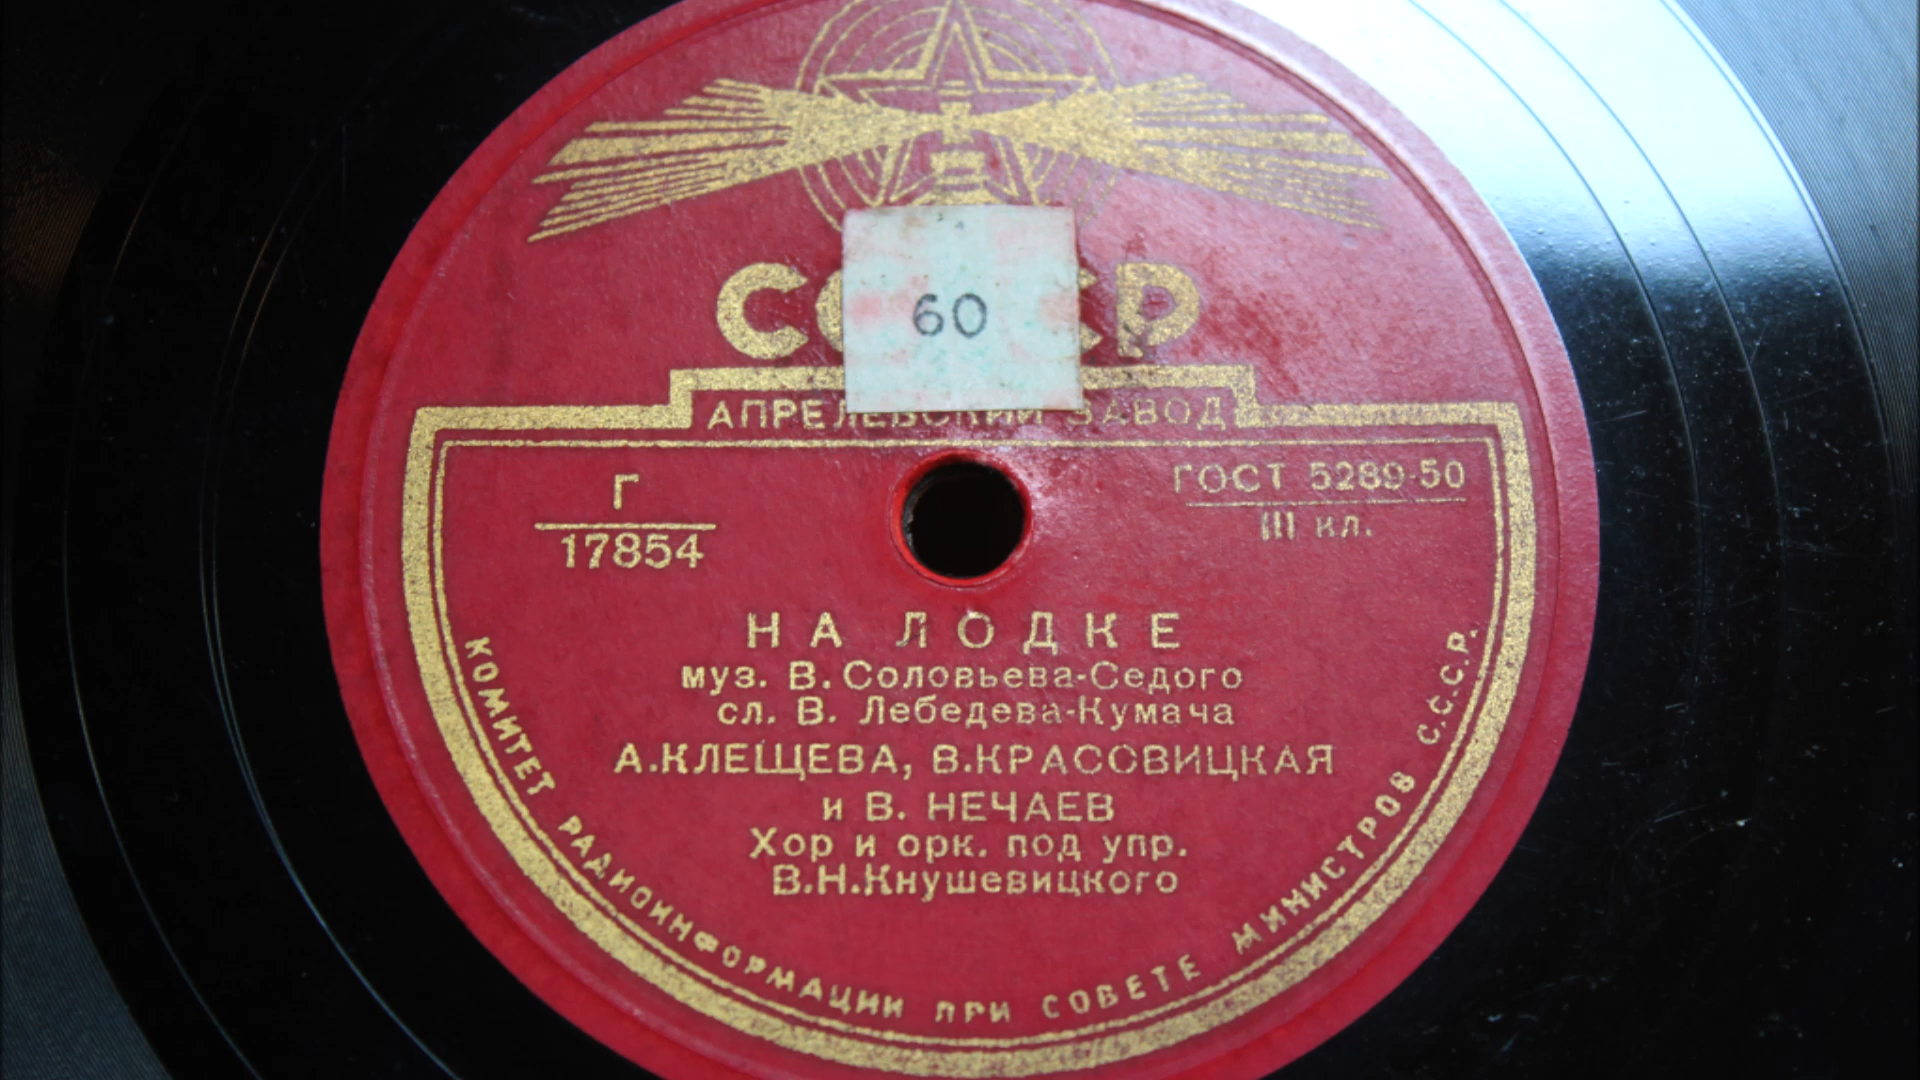 СССР
60
АПРЕЛЕВСКИЙ ЗАВОД
Г
17854
ГОСТ 5289-50
III кл.
НА ЛОДКЕ
муз. В. Соловьева-Седого
сл. В. Лебедева-Кумача
А.КЛЕЩЕВА, В.КРАСОВИЦКАЯ
и В. НЕЧАЕВ
Хор и орк. под упр.
В.Н.Кнушевицкого
КОМИТЕТ РАДИОИНФОРМАЦИИ ПРИ СОВЕТЕ МИНИСТРОВ С.С.С.Р.